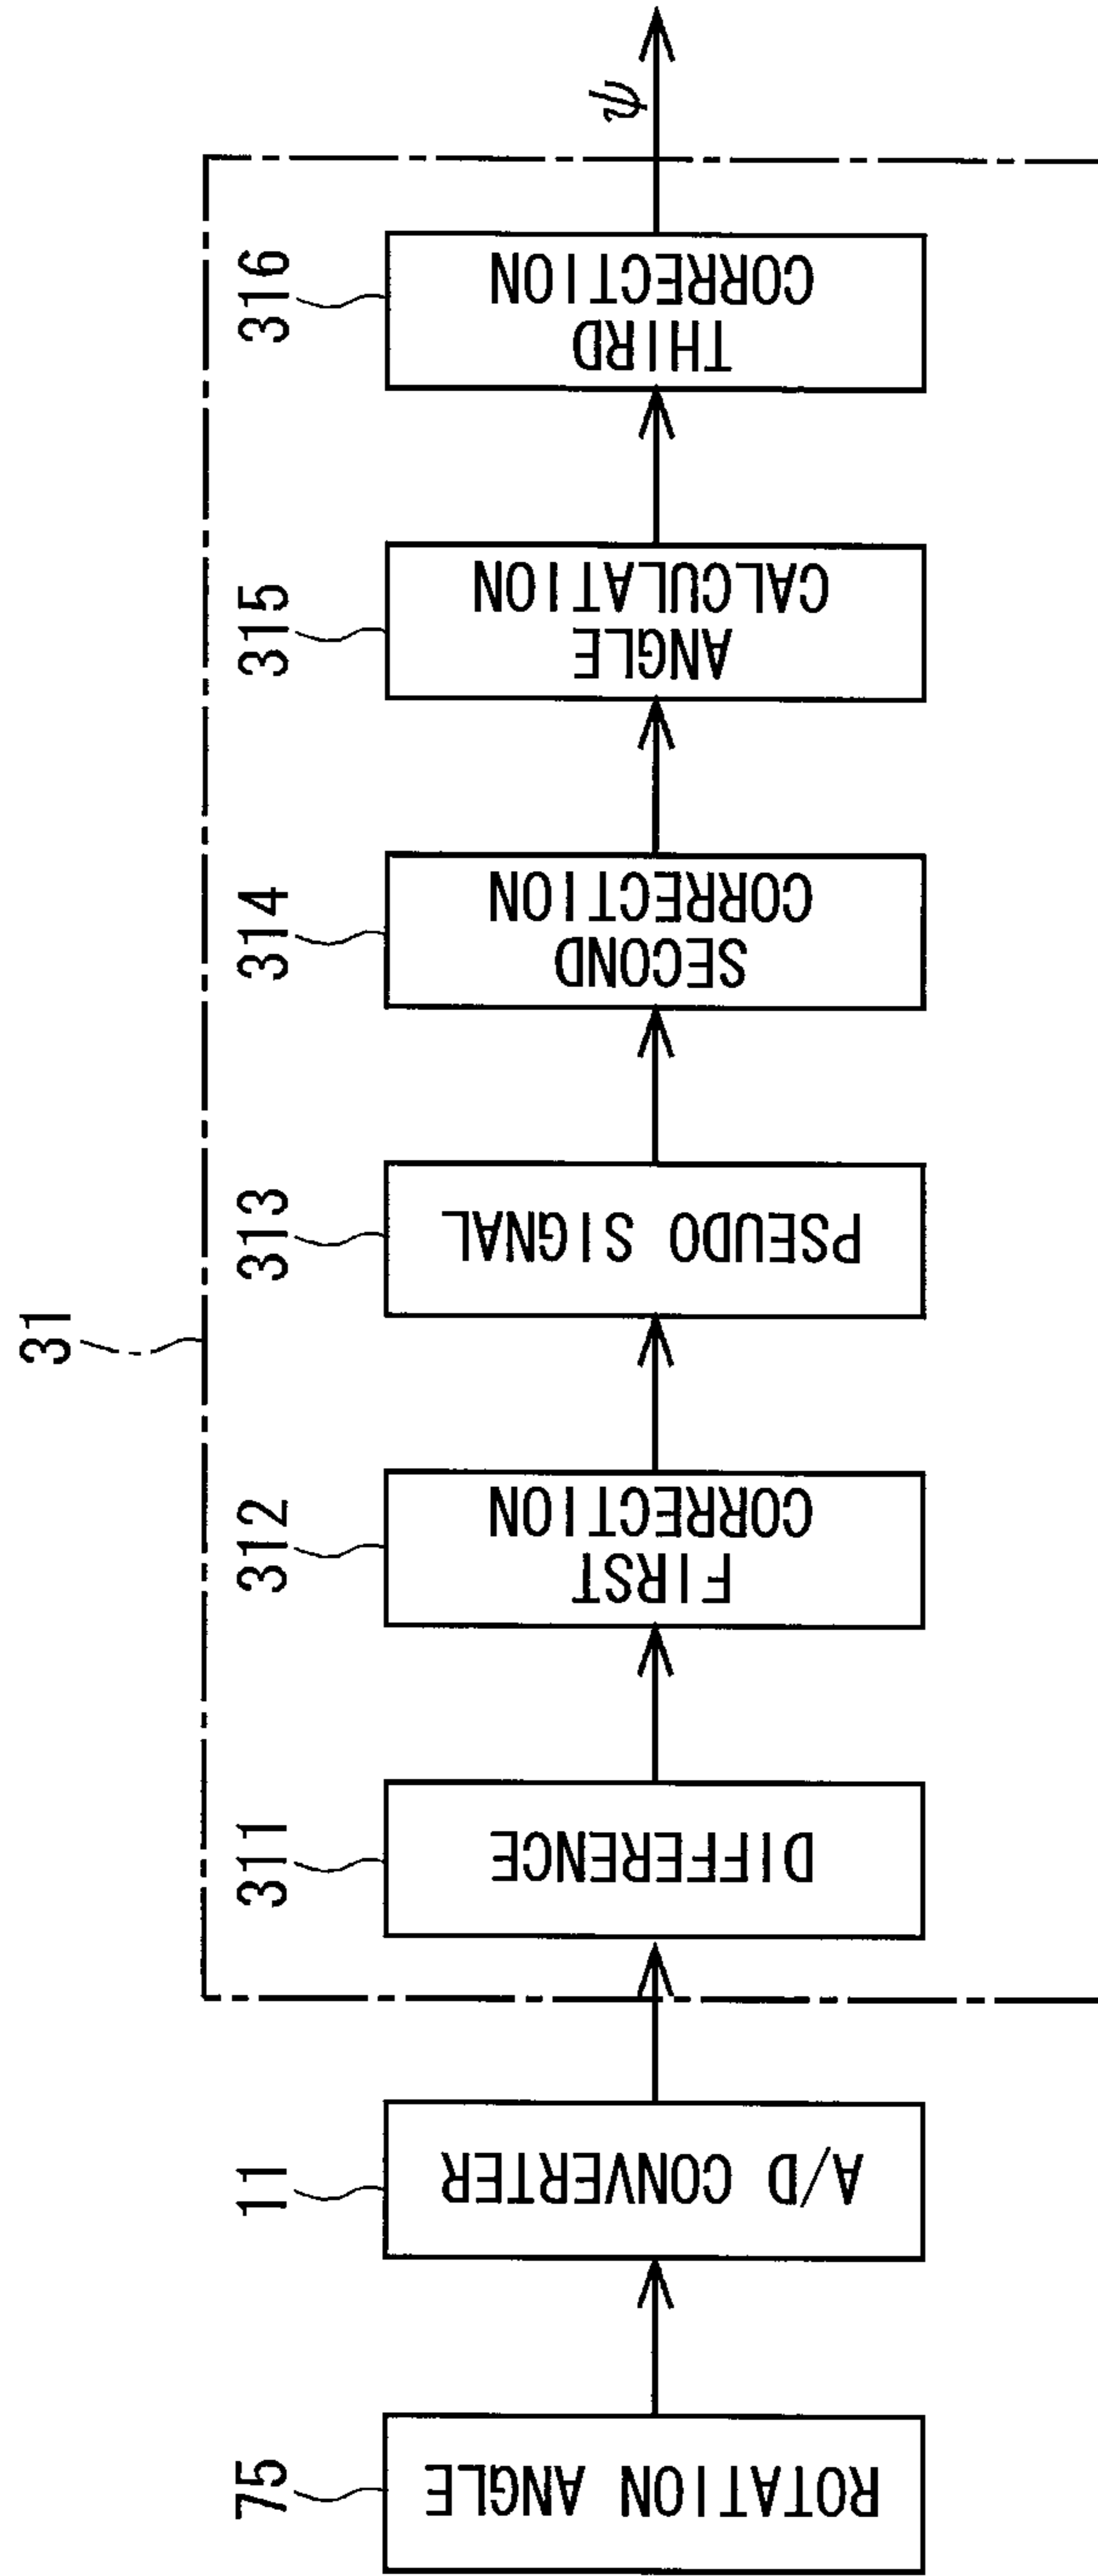 31
75
ROTATION ANGLE
11
A/D CONVERTER
311
DIFFERENCE
312
FIRST
CORRECTION
313
PSEUDO SIGNAL
314
SECOND
CORRECTION
315
ANGLE
CALCULATION
316
THIRD
CORRECTION
ψ